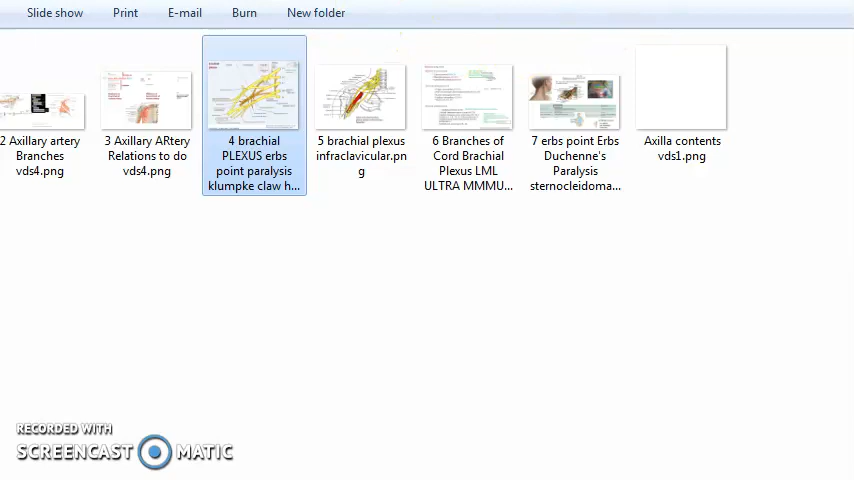 Slide show Print E-mail Burn New folder
2 Axillary artery
Branches
vds4.png
3 Axillary ARtery
Relations to do
vds4.png
4 brachial
PLEXUS erbs
point paralysis
klumpke claw h...
5 brachial plexus
infraclavicular.pn
g
6 Branches of
Cord Brachial
Plexus LML
ULTRA MMMU...
7 erbs point Erbs
Duchenne's
Paralysis
sternocleidoma...
Axilla contents
vds1.png
RECORDED WITH
SCREENCAST MATIC